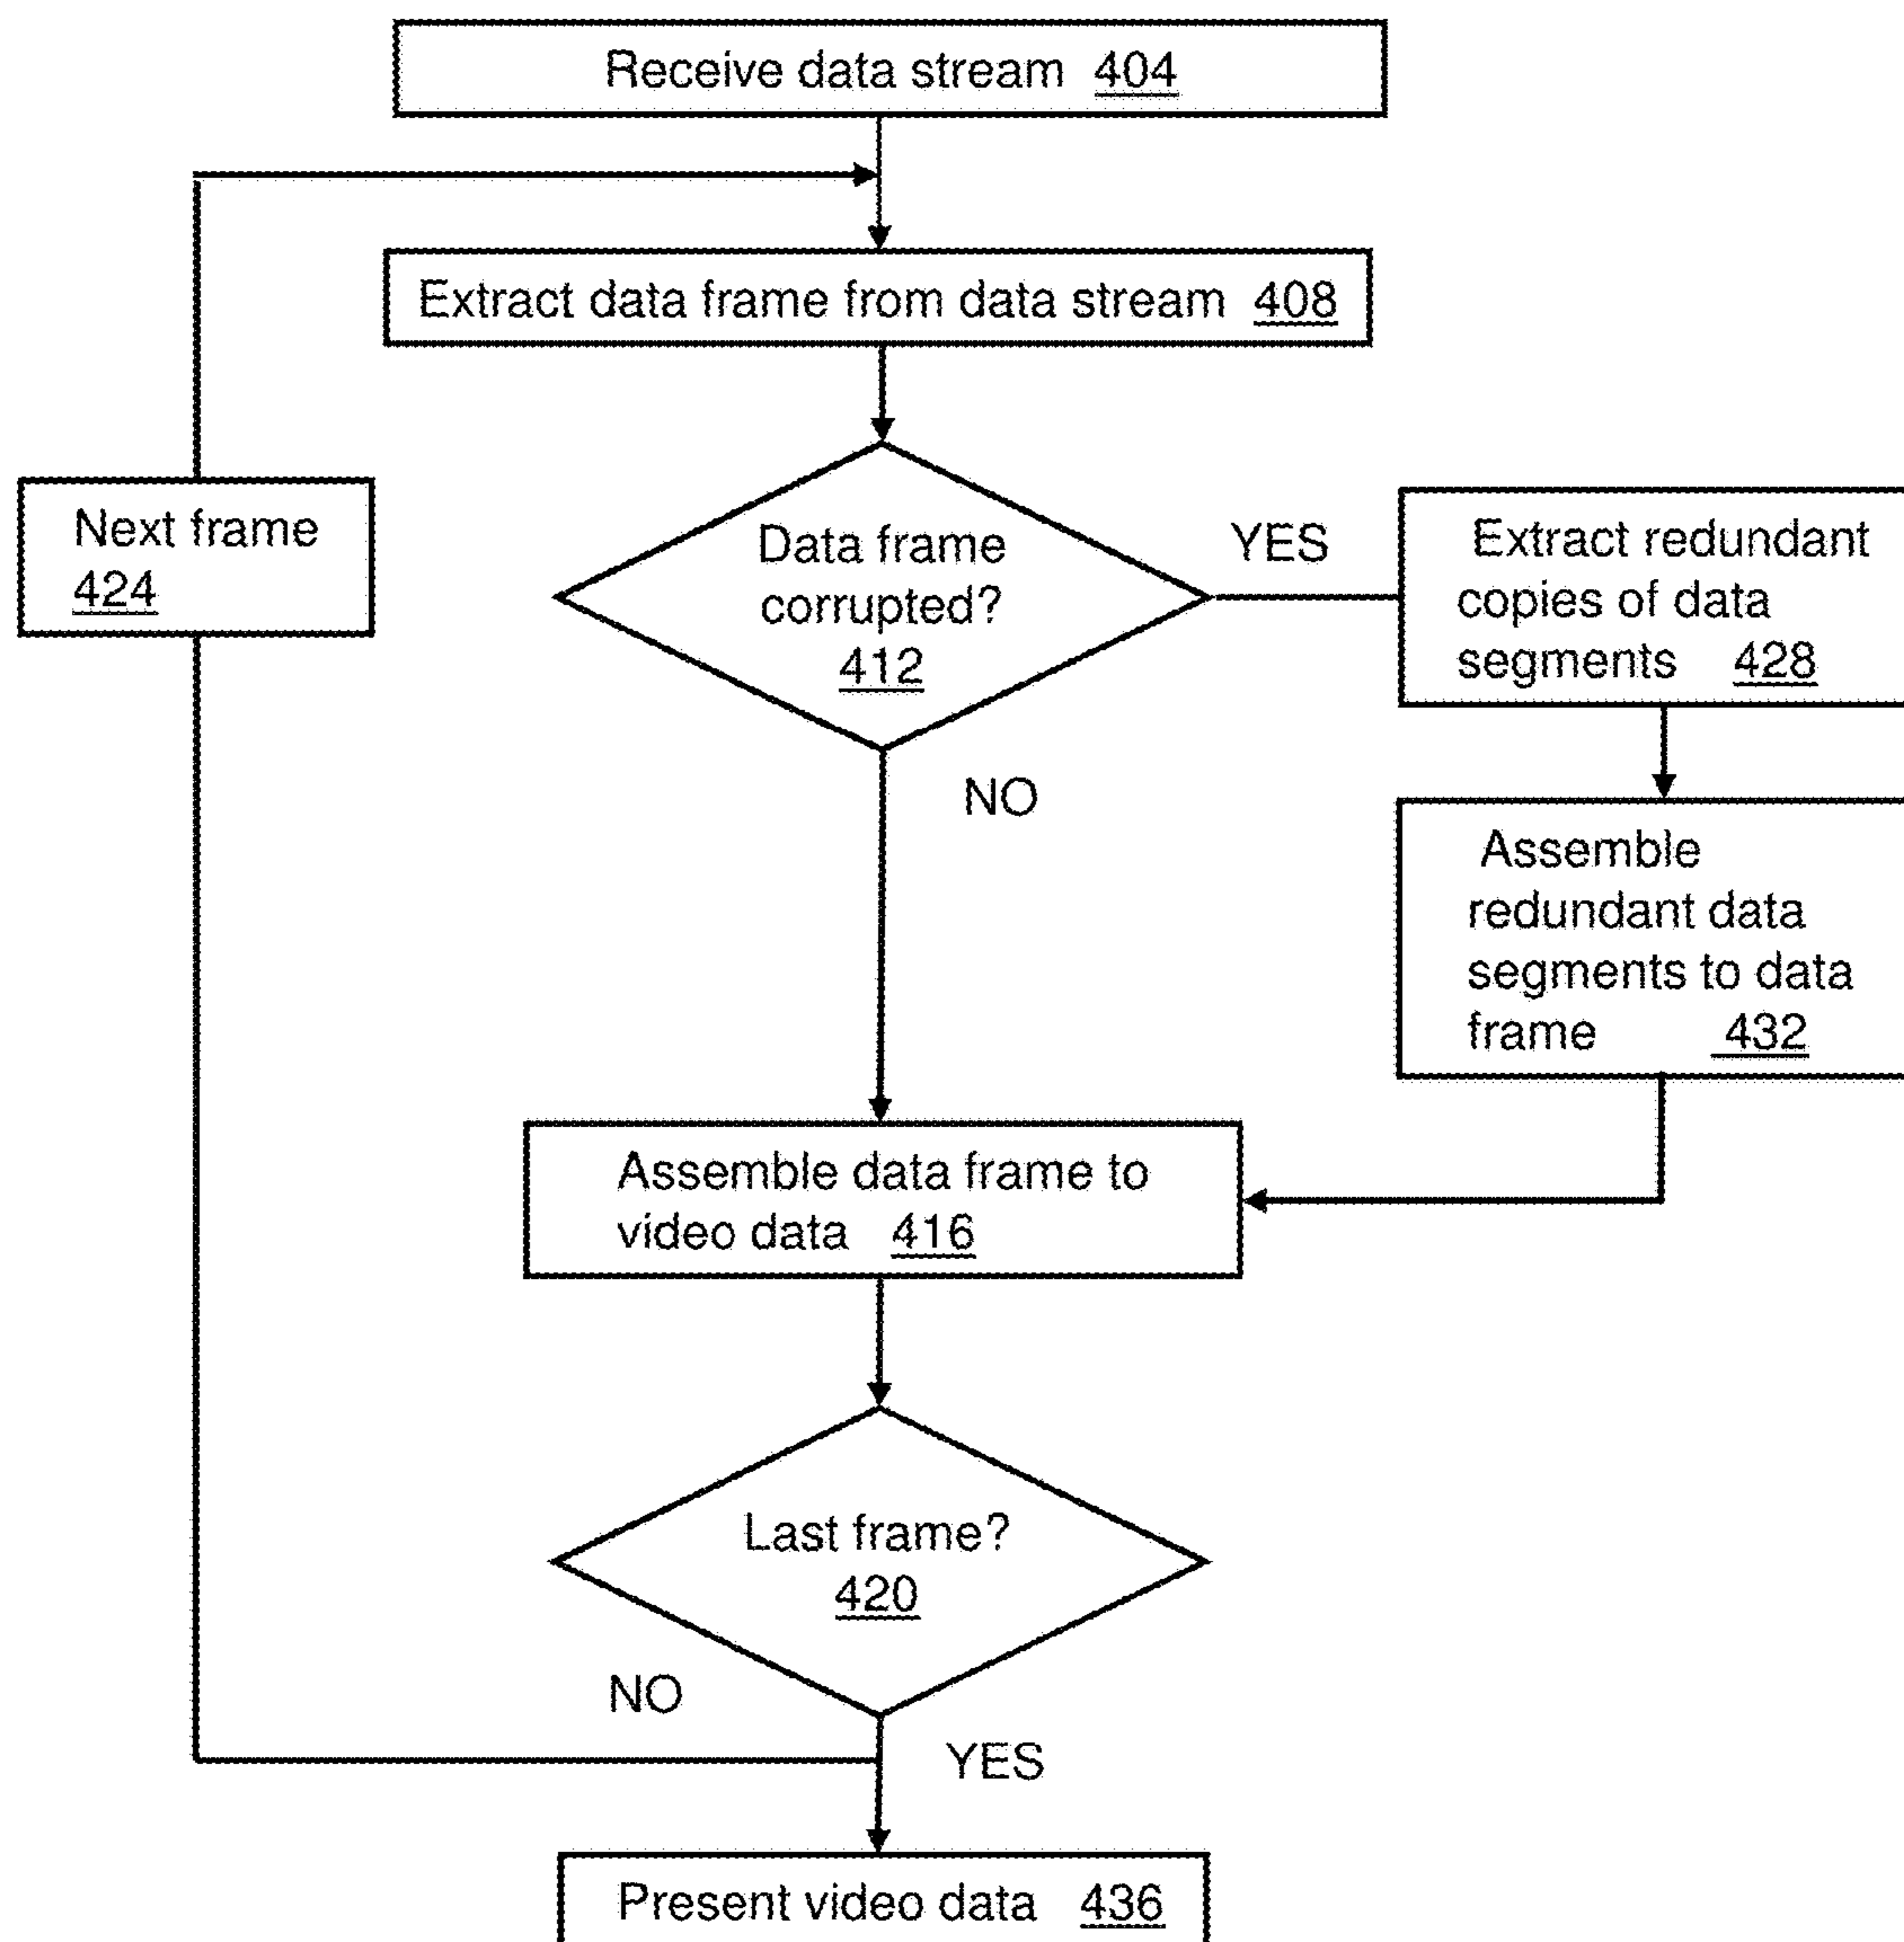 Receive data stream 404
Extract data frame from data stream 408
Next frame
424
Data frame
corrupted?
412
YES
Extract redundant
copies of data
segments 428
NO
Assemble
redundant data
segments to data
frame 432
Assemble data frame to
video data 416
Last frame?
420
NO
YES
Present video data 436